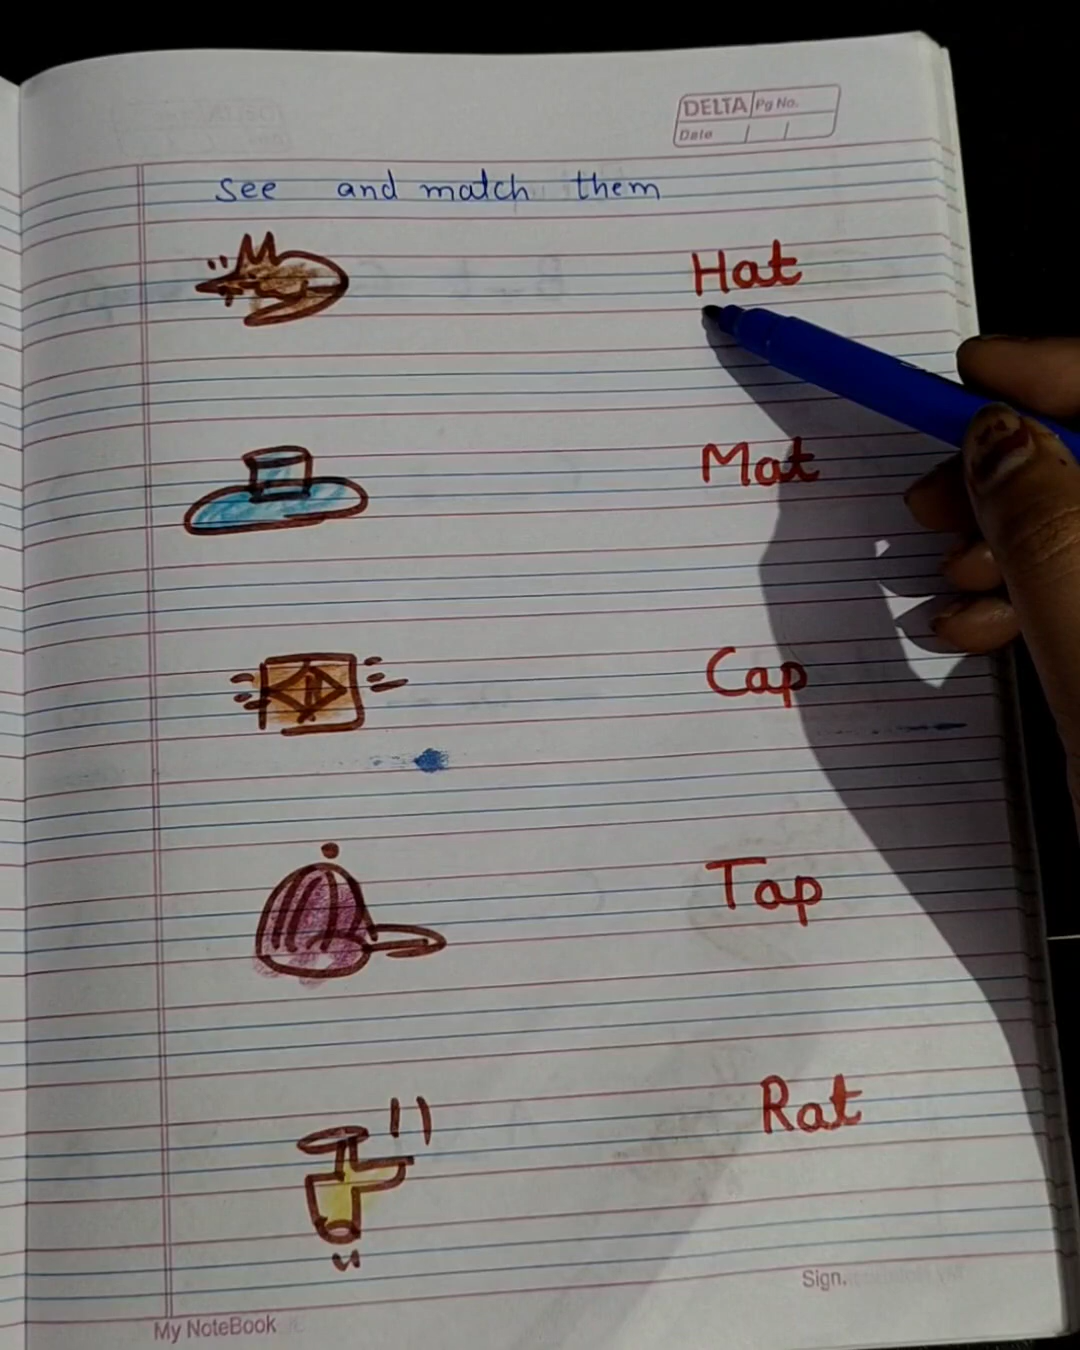 DELTA Pg No.
Date / /
see and match them
Hat
Mat
Cap
Tap
Rat
Sign.
My NoteBook